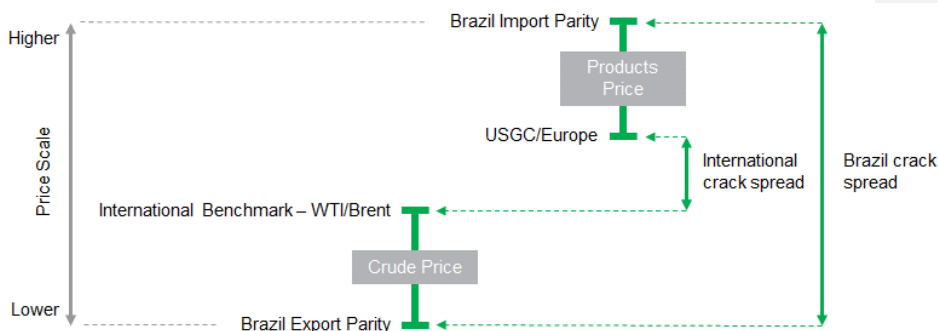 Brazil Import Parity
Higher
Products
Price
USGC/Europe
International
crack spread
Brazil crack
spread
Price Scale
International Benchmark – WTI/Brent
Crude Price
Lower
Brazil Export Parity